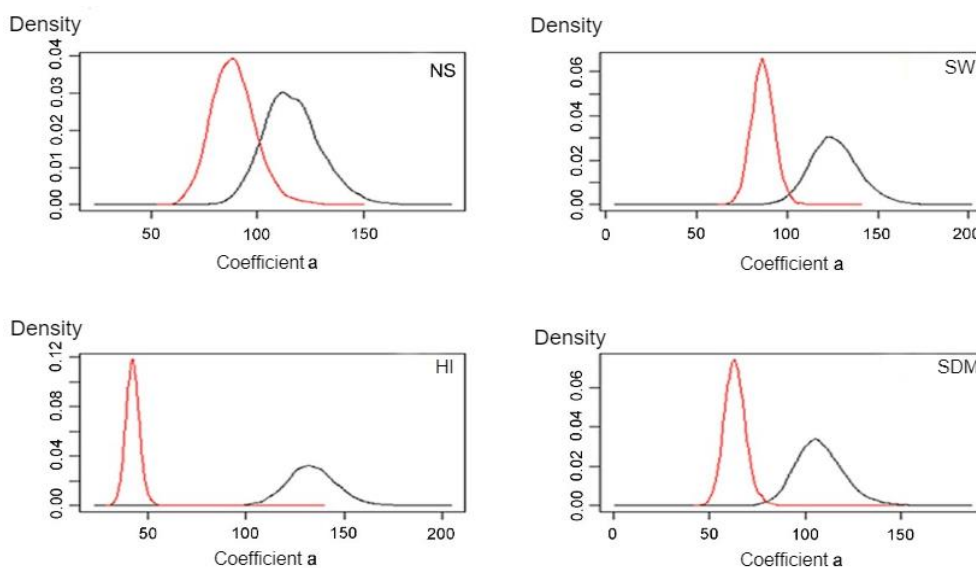 Density
NS
0.00 0.01 0.02 0.03 0.04
50 100 150
Coefficient a
Density
SW
0.00 0.02 0.04 0.06
0 50 100 150 200
Coefficient a
Density
HI
0.00 0.04 0.08 0.12
50 100 150 200
Coefficient a
Density
SDM
0.00 0.02 0.04 0.06
0 50 100 150
Coefficient a